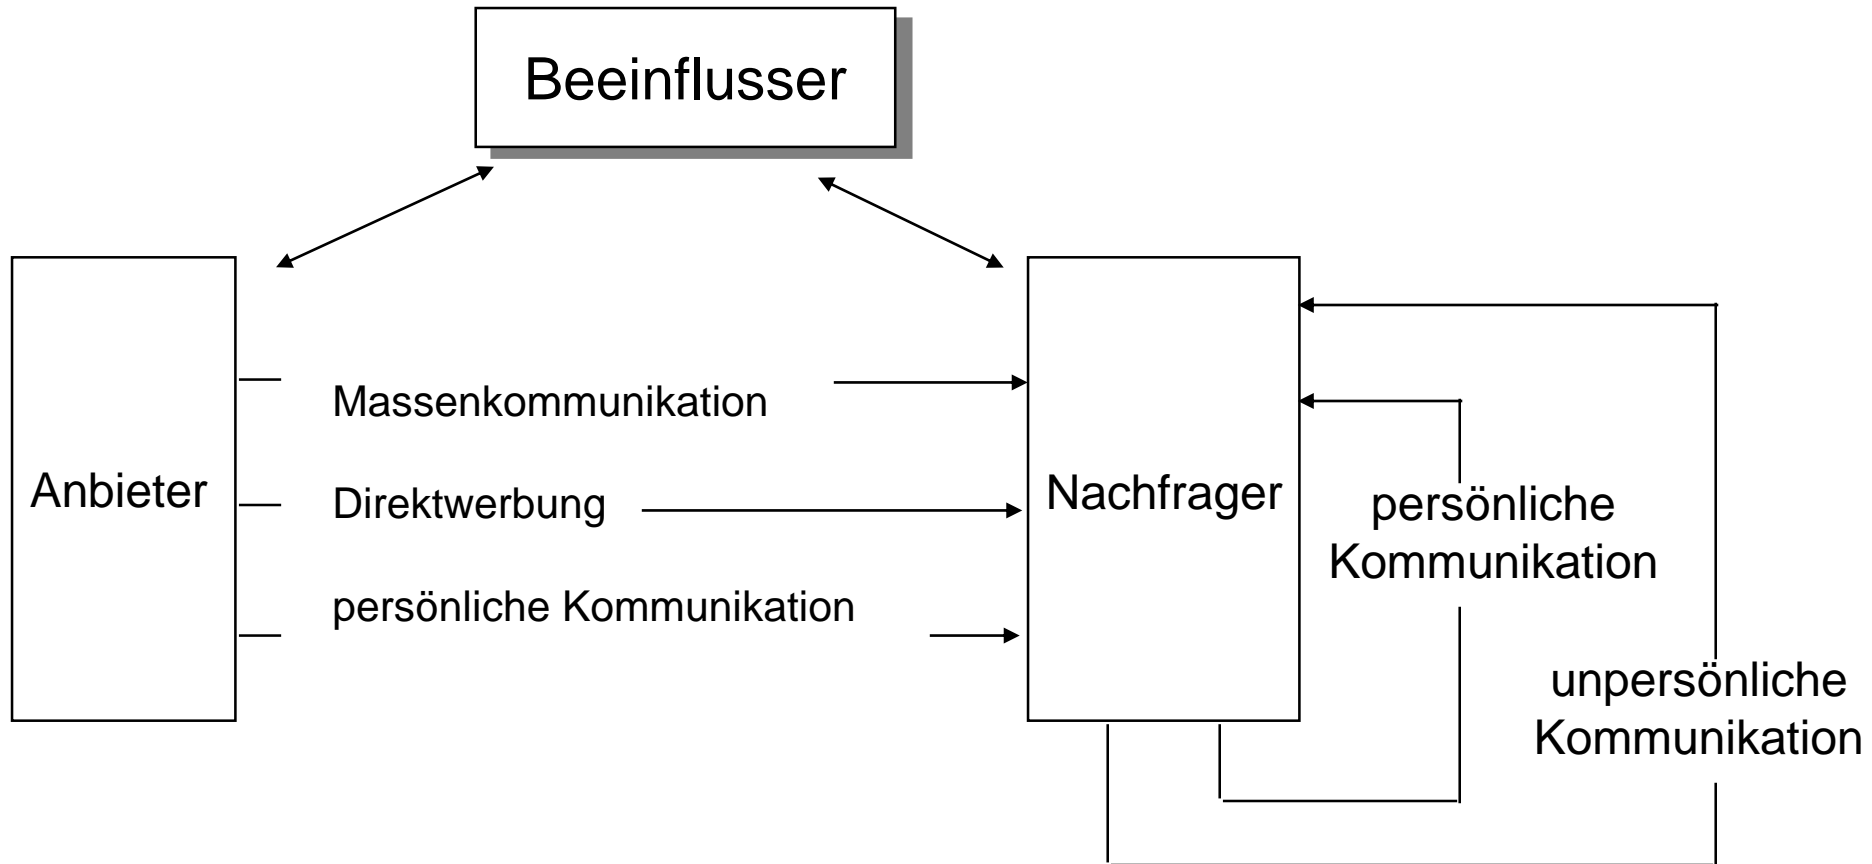 Beeinflusser
Anbieter
Massenkommunikation
Direktwerbung
persönliche Kommunikation
Nachfrager
persönliche
Kommunikation
unpersönliche
Kommunikation